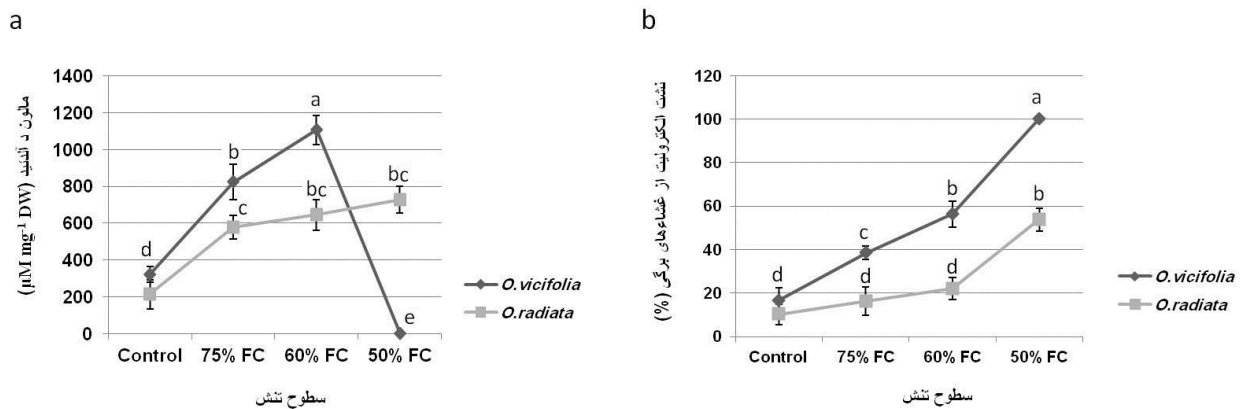 a
مالون د آلدئید (µM mg⁻¹ DW)
1400
1200
1000
800
600
400
200
0
d
b
c
a
bc
bc
e
Control 75% FC 60% FC 50% FC
سطوح تنش
O.vicifolia
O.radiata
b
نشت الکترولیت از غشاءهای برگی (%)
120
100
80
60
40
20
0
d
c
d
b
d
a
b
Control 75% FC 60% FC 50% FC
سطوح تنش
O.vicifolia
O.radiata